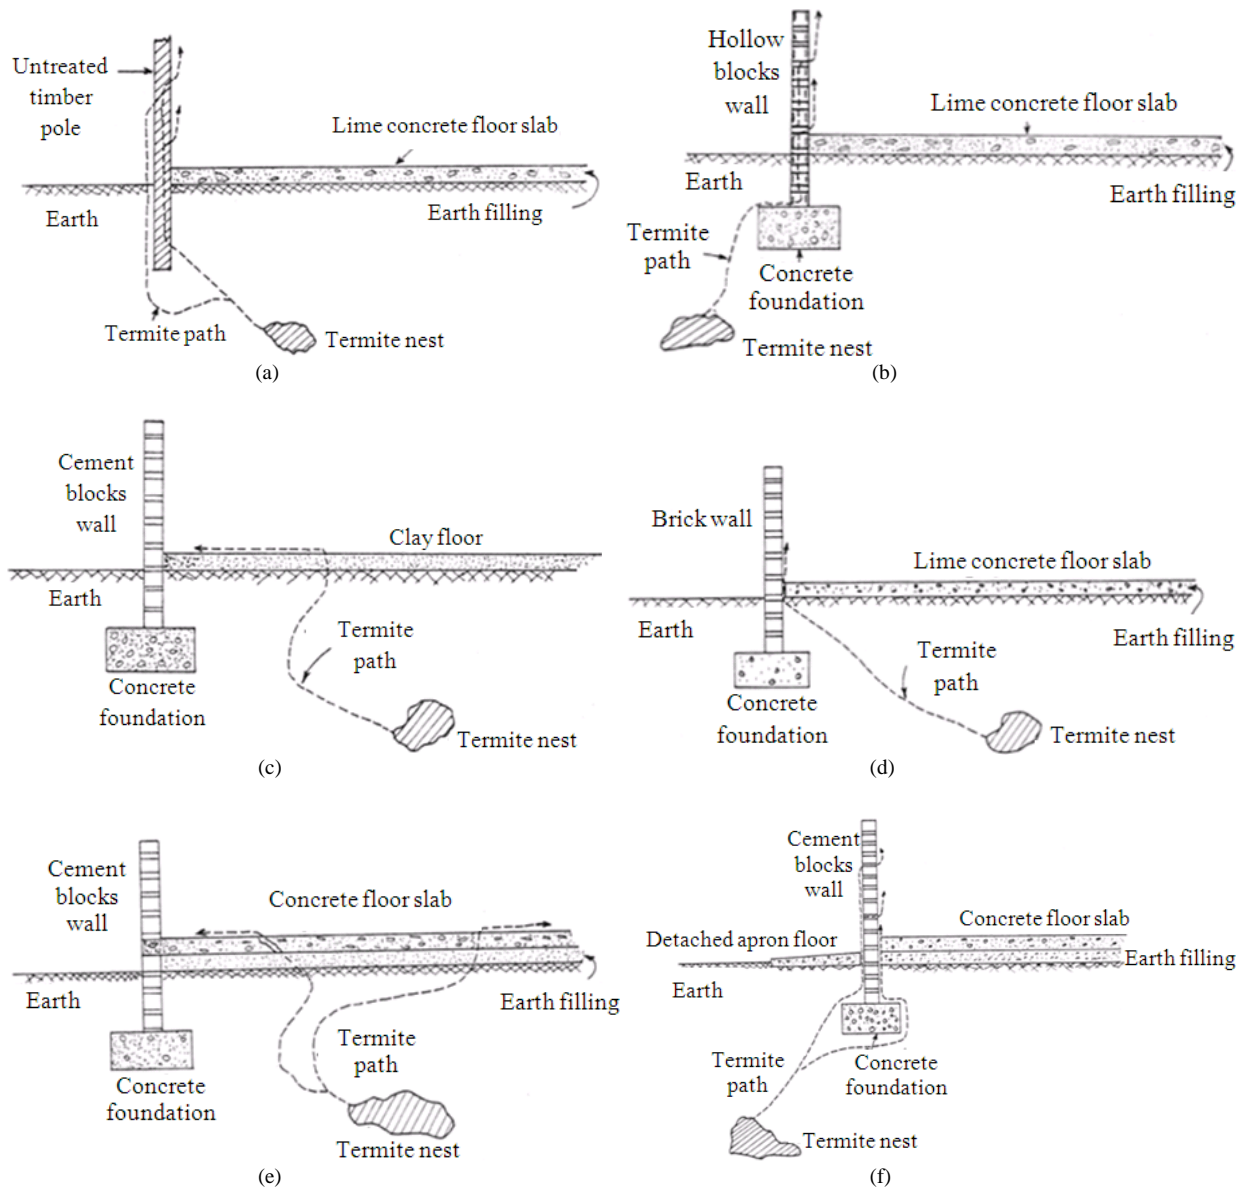 Untreated
timber
pole
Lime concrete floor slab
Earth
Earth filling
Termite path
Termite nest
(a)
Hollow
blocks
wall
Lime concrete floor slab
Earth
Earth filling
Termite
path
Concrete
foundation
Termite nest
(b)
Cement
blocks
wall
Clay floor
Earth
Termite
path
Concrete
foundation
Termite nest
(c)
Brick wall
Lime concrete floor slab
Earth
Earth filling
Termite
path
Concrete
foundation
Termite nest
(d)
Cement
blocks
wall
Concrete floor slab
Earth
Earth filling
Termite
path
Concrete
foundation
Termite nest
(e)
Cement
blocks
wall
Concrete floor slab
Detached apron floor
Earth filling
Earth
Termite
path
Concrete
foundation
Termite nest
(f)